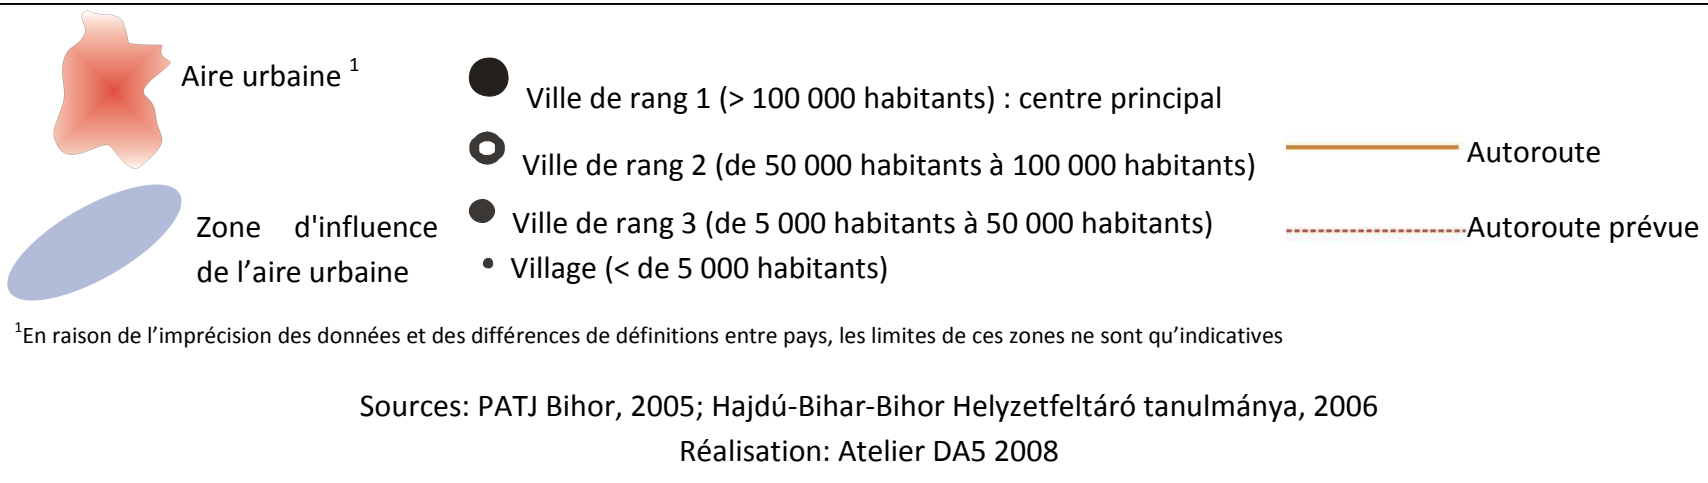 Aire urbaine 1
Ville de rang 1 (> 100 000 habitants) : centre principal
Ville de rang 2 (de 50 000 habitants à 100 000 habitants)
Autoroute
Zone d'influence
de l’aire urbaine
Ville de rang 3 (de 5 000 habitants à 50 000 habitants)
Autoroute prévue
Village (< de 5 000 habitants)
1En raison de l’imprécision des données et des différences de définitions entre pays, les limites de ces zones ne sont qu’indicatives
Sources: PATJ Bihor, 2005; Hajdú-Bihar-Bihor Helyzetfeltáró tanulmánya, 2006
Réalisation: Atelier DA5 2008